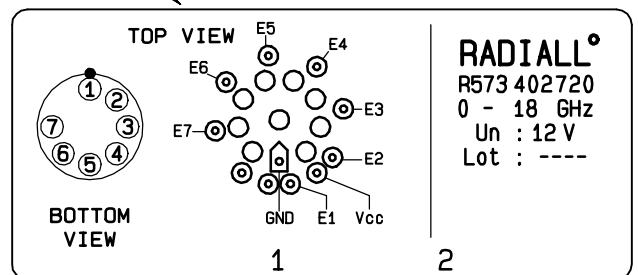 TOP VIEW
E5
E4
E6
E3
E7
E2
GND
E1
Vcc
1
2
7
3
6
4
5
BOTTOM
VIEW
1
RADIALL°
R573 402720
0 - 18 GHz
Un : 12 V
Lot : ----
2